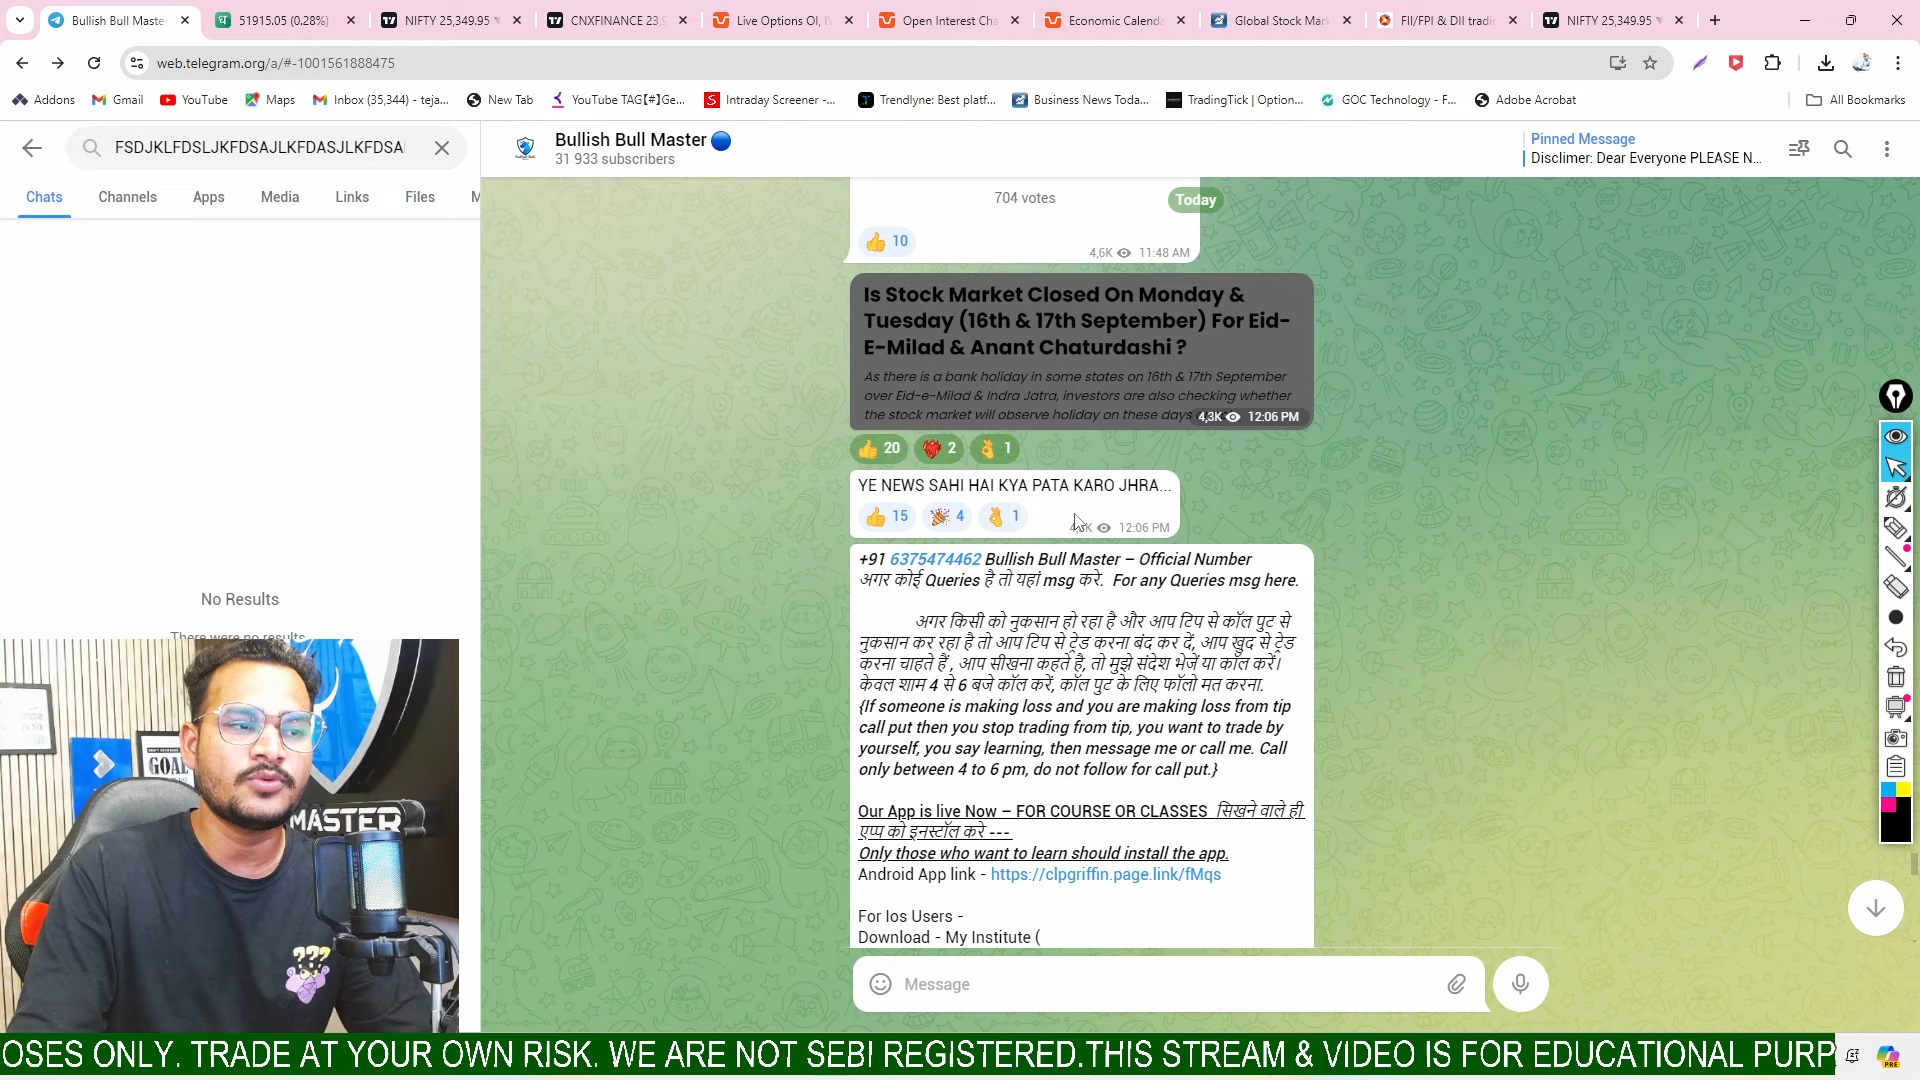 Bullish Bull Maste
51915.05 (0.28%)
NIFTY 25,349.95
CNXFINANCE 23,
Live Options OI, I
Open Interest Cha
Economic Calenda
Global Stock Mark
FII/FPI & DII tradi
NIFTY 25,349.95
web.telegram.org/a/#-1001561888475
Addons
Gmail
YouTube
Maps
Inbox (35,344) - teja...
New Tab
YouTube TAG[#]Ge...
Intraday Screener -...
Trendlyne: Best platf...
Business News Toda...
TradingTick | Option...
GOC Technology - F...
Adobe Acrobat
All Bookmarks
FSDJKLFDSLJKFDSAJLKFDASJLKFDSA
Bullish Bull Master
31 933 subscribers
Pinned Message
Disclimer: Dear Everyone PLEASE N...
Chats
Channels
Apps
Media
Links
Files
M
No Results
There were no results
704 votes
Today
10
4,6K 11:48 AM
Is Stock Market Closed On Monday &
Tuesday (16th & 17th September) For Eid-
E-Milad & Anant Chaturdashi ?
As there is a bank holiday in some states on 16th & 17th September
over Eid-e-Milad & Indra Jatra, investors are also checking whether
the stock market will observe holiday on these days
4,3K 12:06 PM
20 2 1
YE NEWS SAHI HAI KYA PATA KARO JHRA...
15 4 1
12:06 PM
+91 6375474462 Bullish Bull Master – Official Number
अगर कोई Queries है तो यहां msg करे. For any Queries msg here.
अगर किसी को नुकसान हो रहा है और आप टिप से कॉल पुट से
नुकसान कर रहा है तो आप टिप से ट्रेड करना बंद कर दें, आप खुद से ट्रेड
करना चाहते हैं , आप सीखना कहते है, तो मुझे संदेश भेजें या कॉल करें।
केवल शाम 4 से 6 बजे कॉल करें, कॉल पुट के लिए फॉलो मत करना.
{If someone is making loss and you are making loss from tip
call put then you stop trading from tip, you want to trade by
yourself, you say learning, then message me or call me. Call
only between 4 to 6 pm, do not follow for call put.}
Our App is live Now – FOR COURSE OR CLASSES सिखने वाले ही
एप्प को इनस्टॉल करे ---
Only those who want to learn should install the app.
Android App link - https://clpgriffin.page.link/fMqs
For Ios Users -
Download - My Institute (
Message
GOAL
MASTER
???
OSES ONLY. TRADE AT YOUR OWN RISK. WE ARE NOT SEBI REGISTERED.THIS STREAM & VIDEO IS FOR EDUCATIONAL PURP
PRE